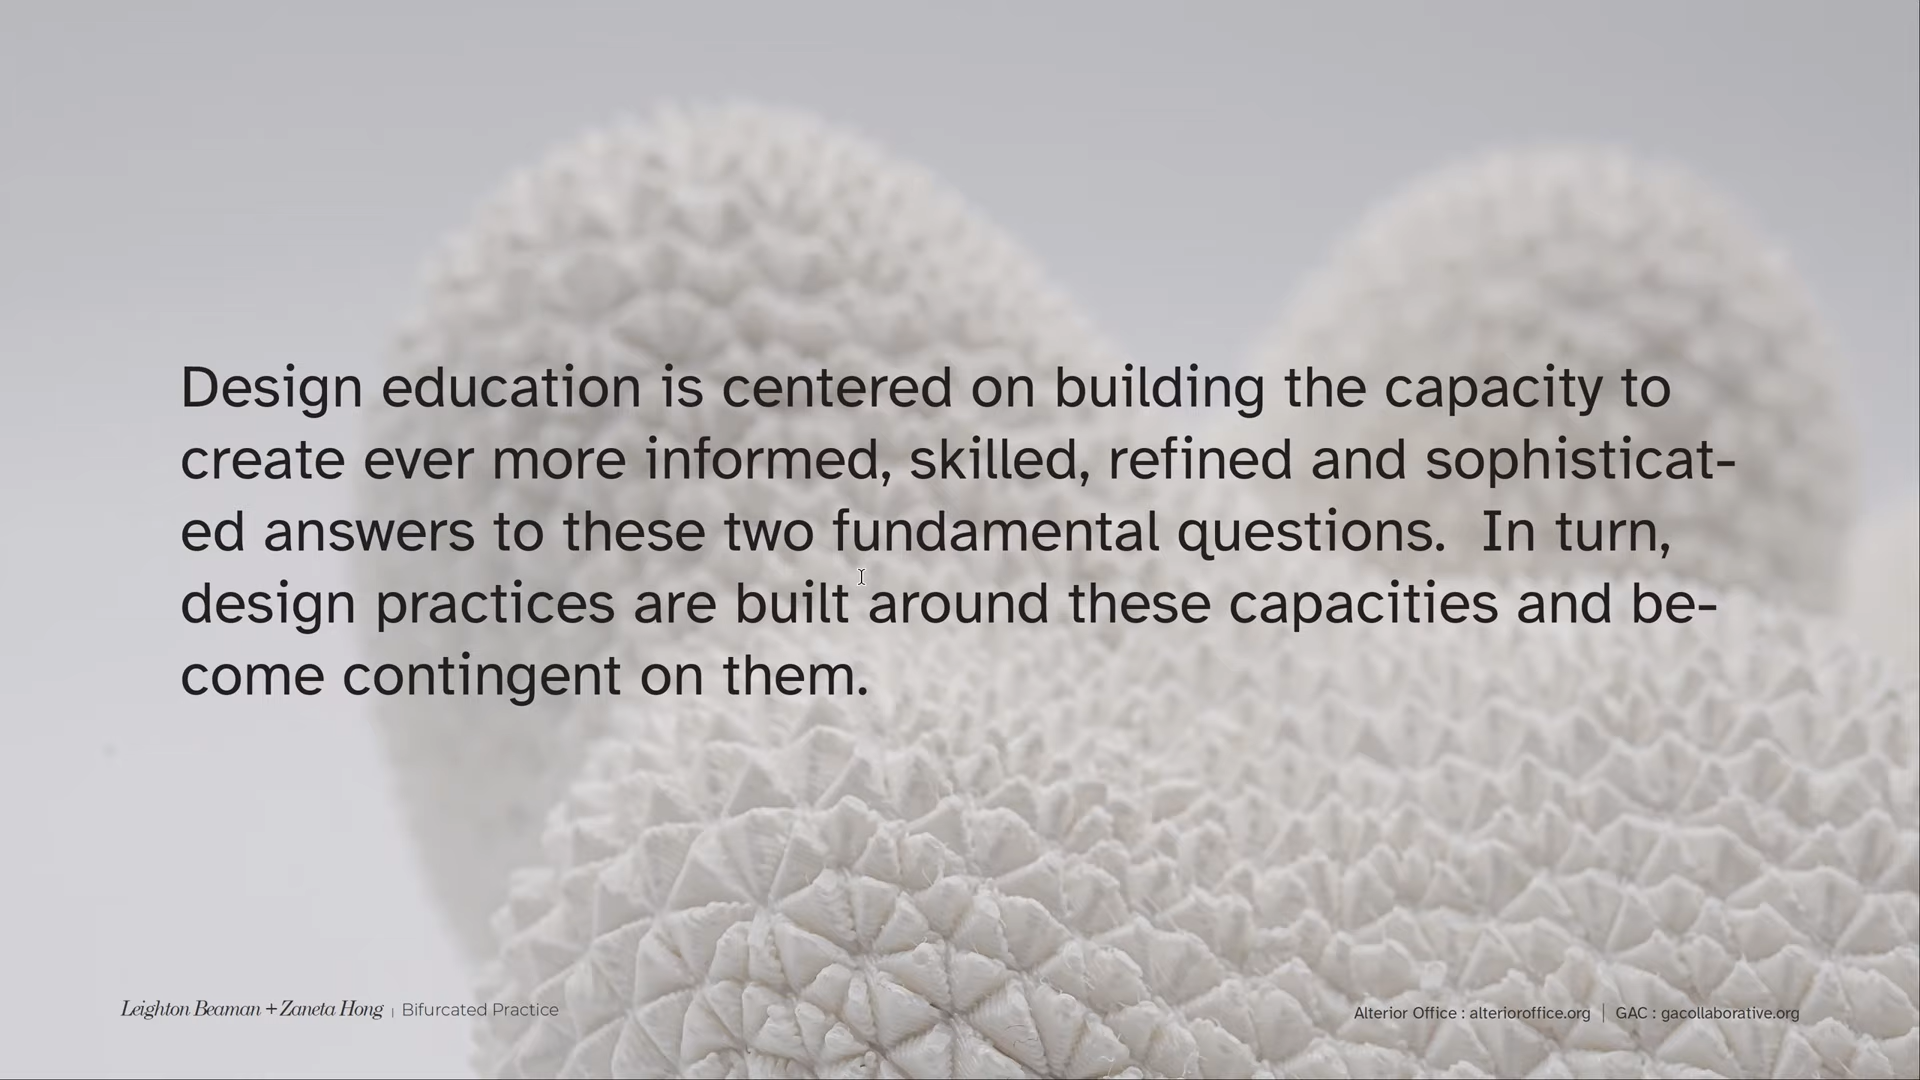 Design education is centered on building the capacity to
create ever more informed, skilled, refined and sophisticat-
ed answers to these two fundamental questions.  In turn,
design practices are built around these capacities and be-
come contingent on them.
Leighton Beaman + Zaneta Hong | Bifurcated Practice
Alterior Office : alterioroffice.org | GAC : gacollaborative.org